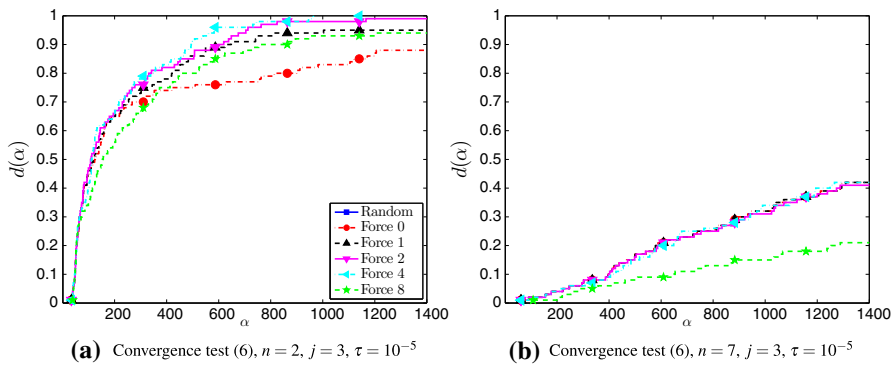 1
0.9
0.8
0.7
0.6
0.5
0.4
0.3
0.2
0.1
0
d(α)
200 400 600 800 1000 1200 1400
α
Random
Force 0
Force 1
Force 2
Force 4
Force 8
(a) Convergence test (6), n = 2, j = 3, τ = 10⁻⁵
1
0.9
0.8
0.7
0.6
0.5
0.4
0.3
0.2
0.1
0
d(α)
200 400 600 800 1000 1200 1400
α
(b) Convergence test (6), n = 7, j = 3, τ = 10⁻⁵